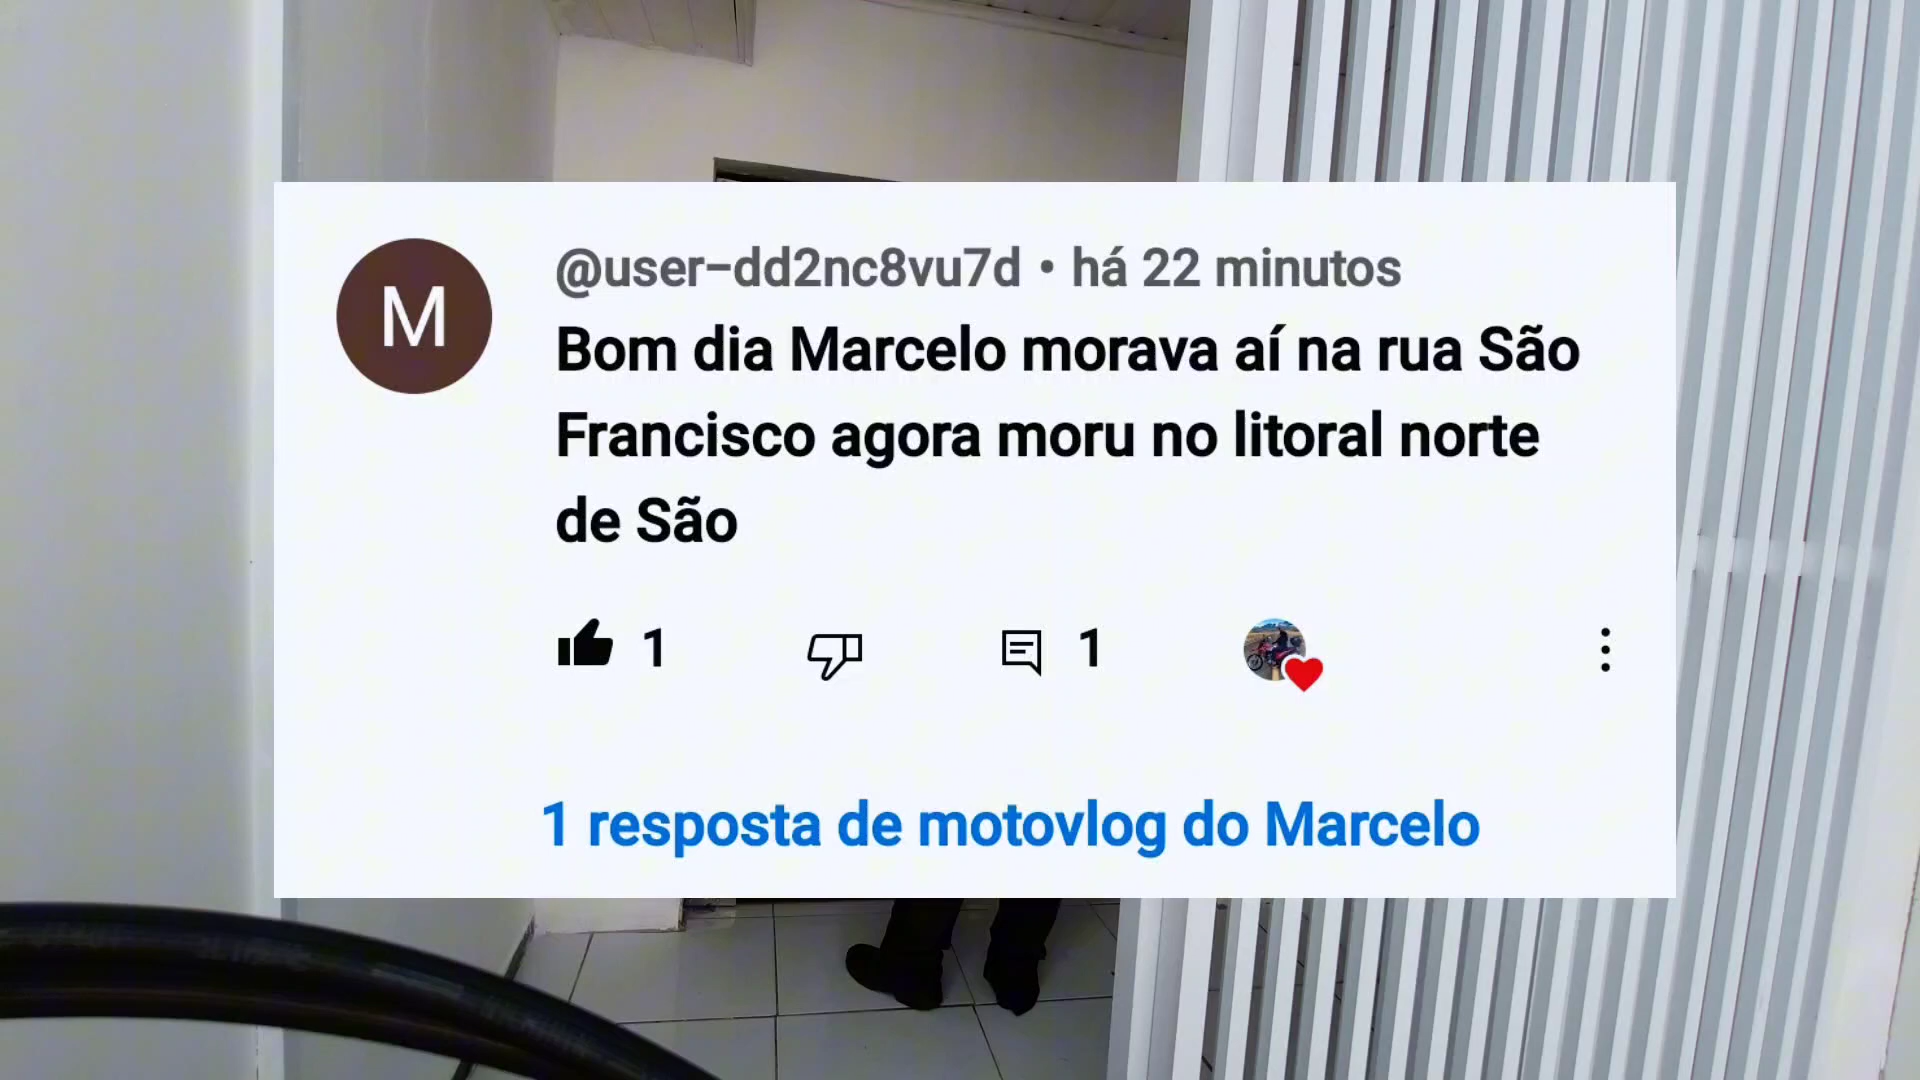 M
@user-dd2nc8vu7d • há 22 minutos
Bom dia Marcelo morava aí na rua São
Francisco agora moru no litoral norte
de São
1
1
1 resposta de motovlog do Marcelo